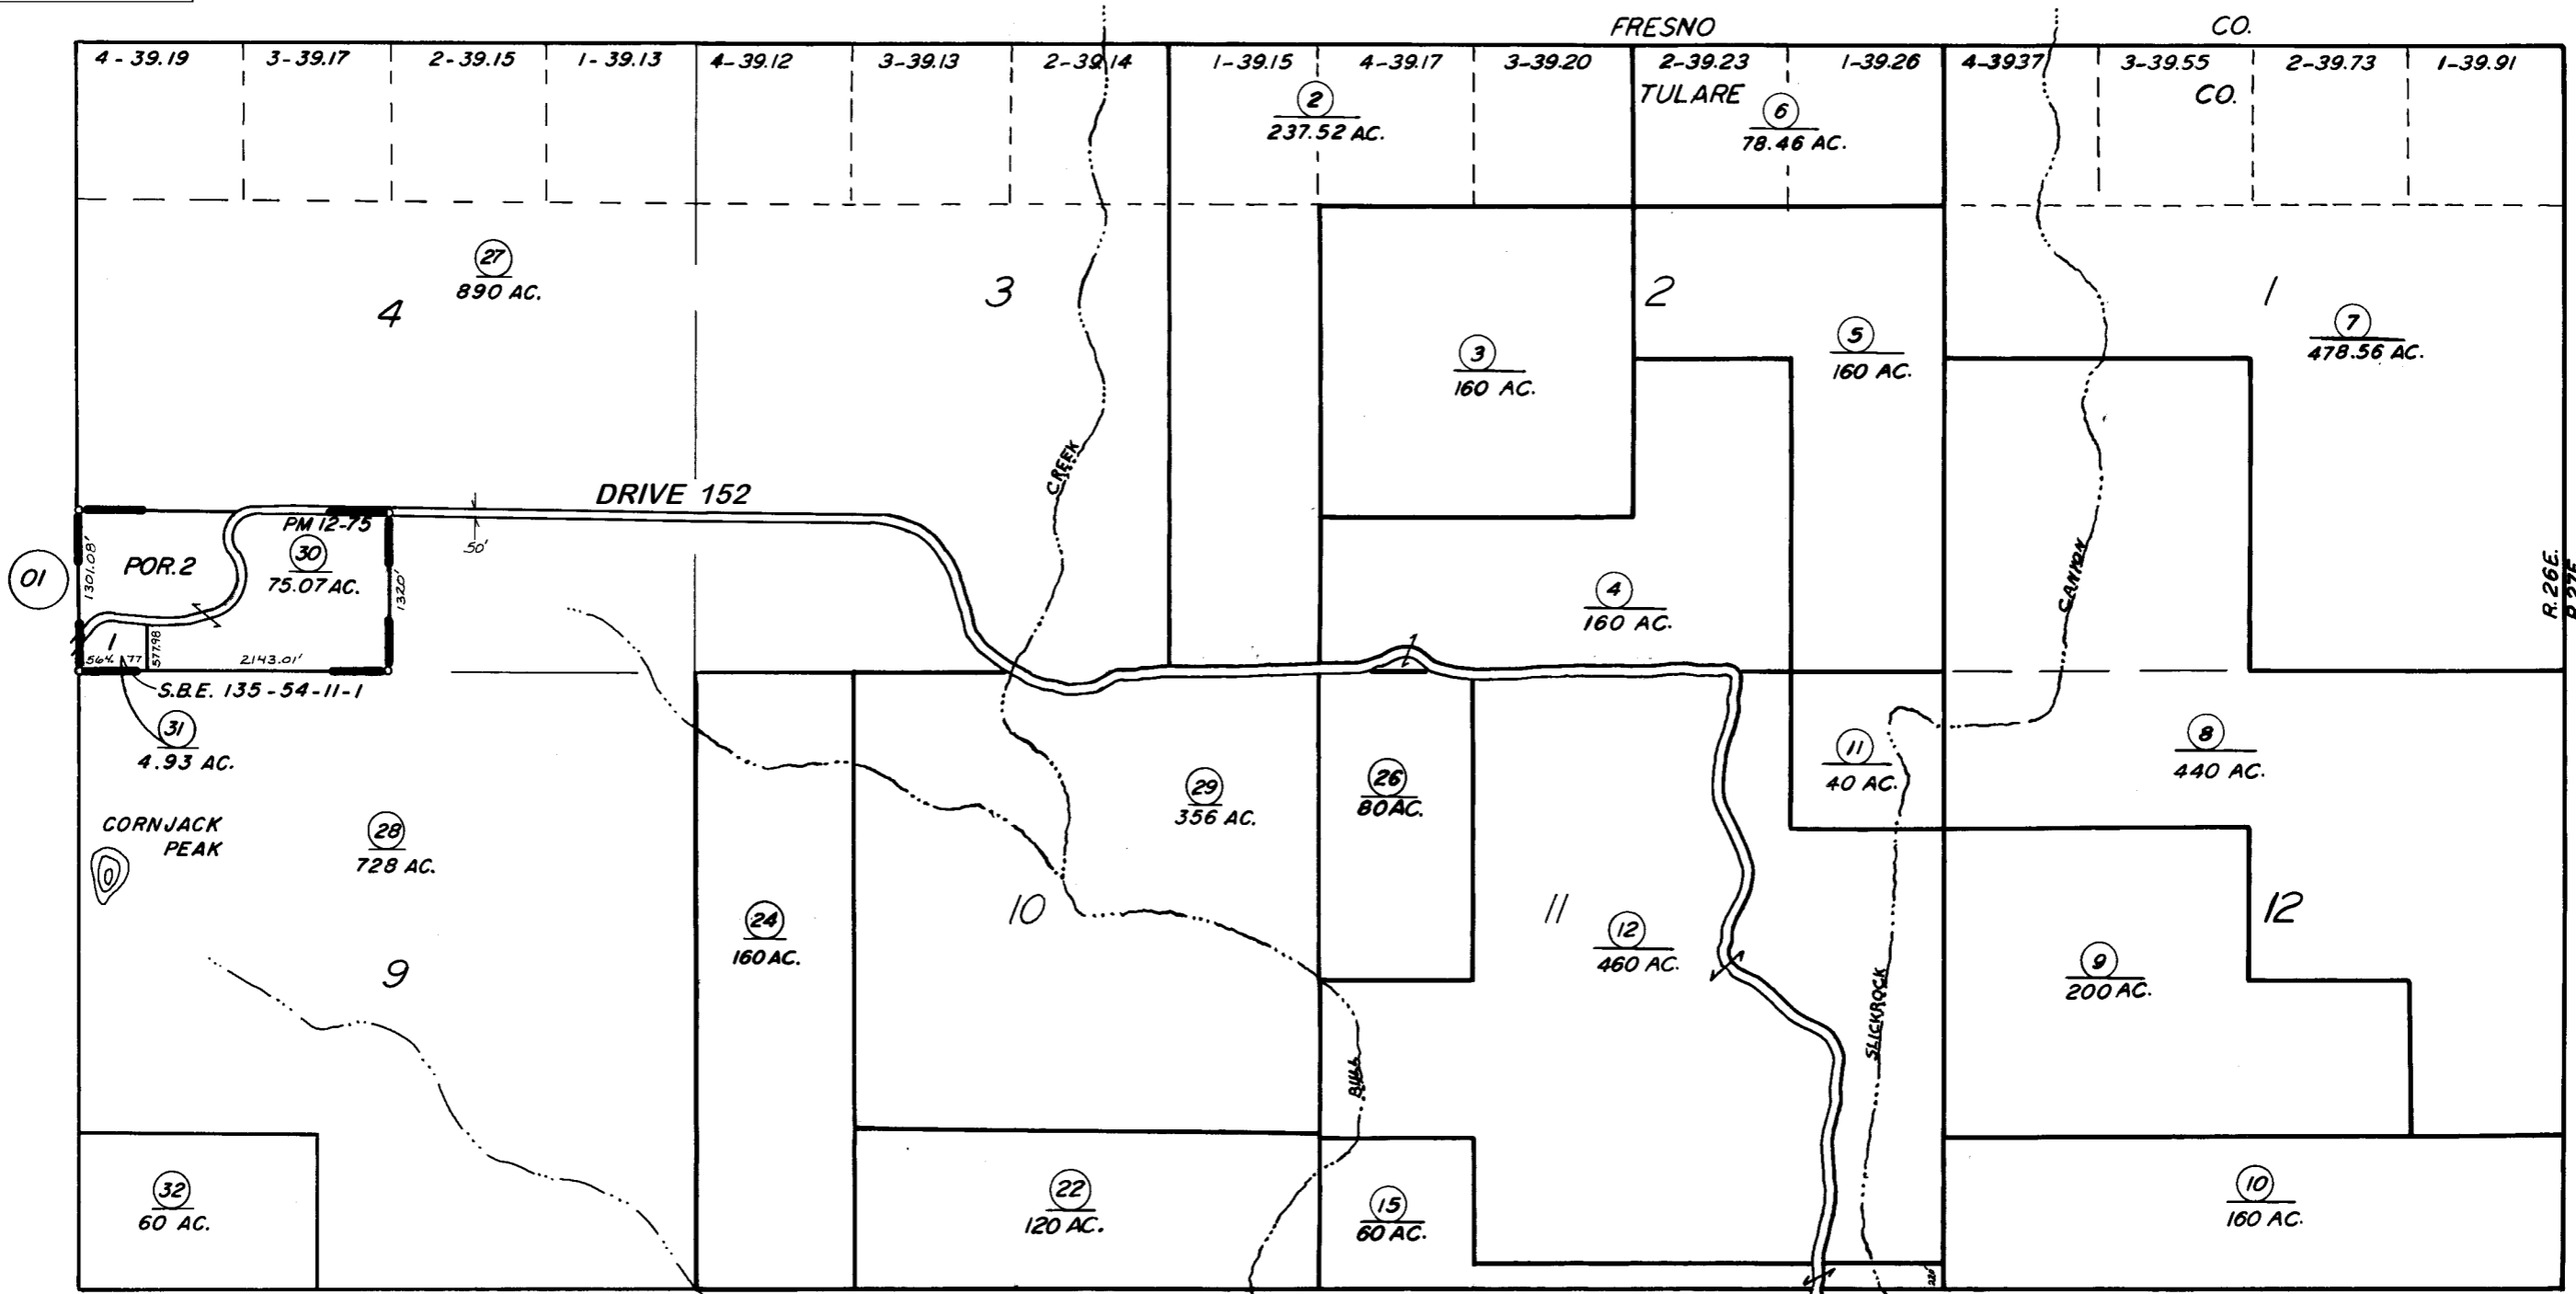 FRESNO CO.
4-39.19 3-39.17 2-39.15 1-39.13 4-39.12 3-39.13 2-39.14 1-39.15 4-39.17 3-39.20 2-39.23 1-39.26 4-3937 3-39.55 2-39.73 1-39.91
TULARE CO.
2
237.52 AC.
6
78.46 AC.
27
890 AC.
4
3
2
1
3
160 AC.
5
160 AC.
7
478.56 AC.
CREEK
DRIVE 152
50'
PM 12-75
01
1301.08'
POR.2
30
75.07 AC.
1320'
1
564.77
577.98
2143.01'
S.B.E. 135-54-11-1
31
4.93 AC.
4
160 AC.
CANYON
R.26E.
R.27E.
CORNJACK
PEAK
28
728 AC.
29
356 AC.
26
80 AC.
11
40 AC.
8
440 AC.
24
160 AC.
10
11
12
460 AC.
12
9
200 AC.
9
SLICKROCK
BULL
32
60 AC.
22
120 AC.
15
60 AC.
10
160 AC.
220'